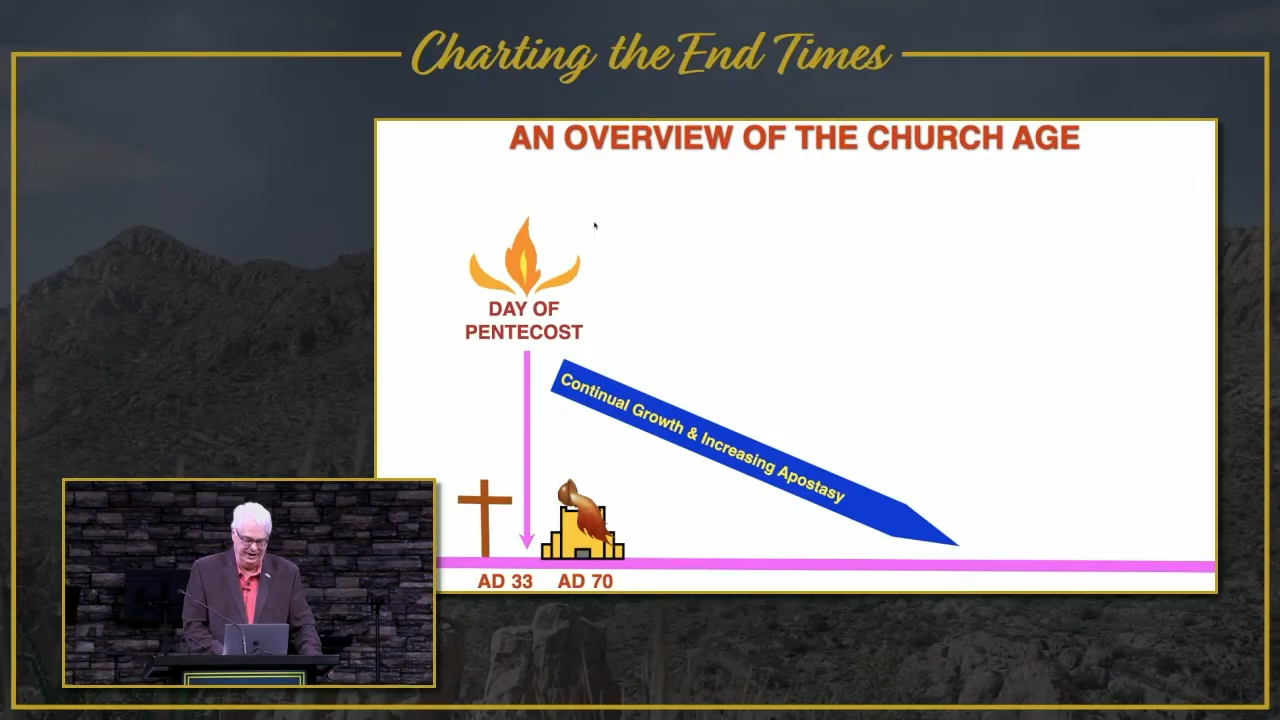 Charting the End Times
AN OVERVIEW OF THE CHURCH AGE
DAY OF
PENTECOST
Continual Growth & Increasing Apostasy
AD 33
AD 70